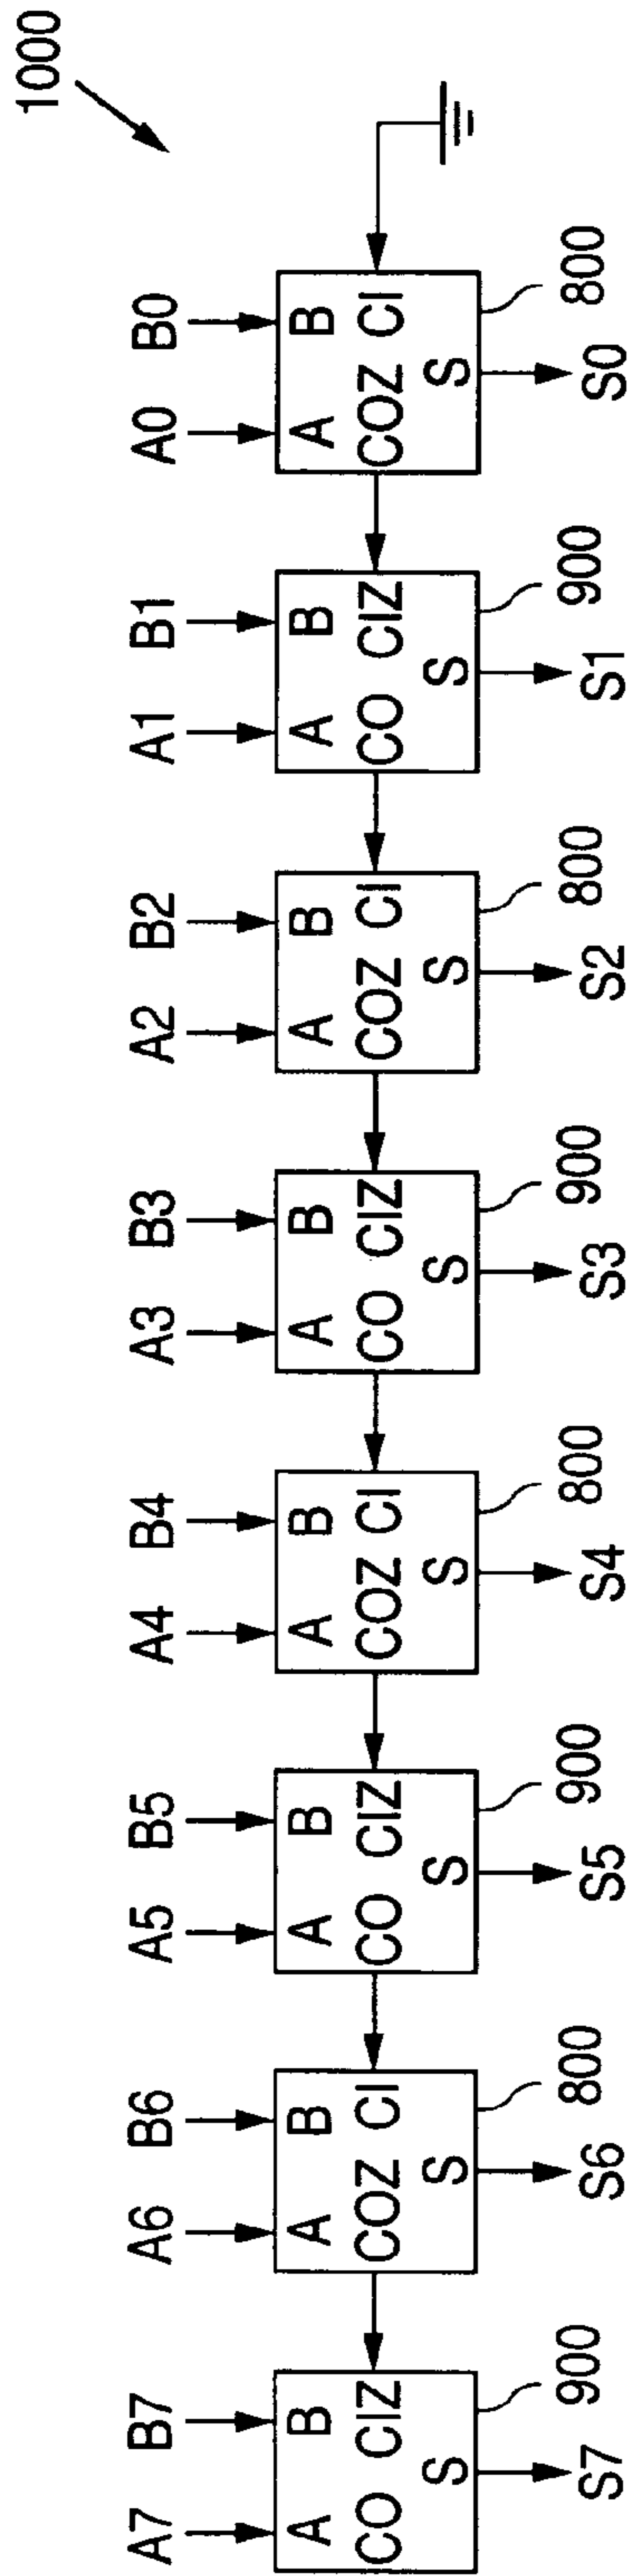 1000
A7 B7 A6 B6 A5 B5 A4 B4 A3 B3 A2 B2 A1 B1 A0 B0
A B A B A B A B A B A B A B A B
CO CIZ COZ CI CO CIZ COZ CI CO CIZ COZ CI CO CIZ COZ CI
S S S S S S S S
900 800 900 800 900 800 900 800
S7 S6 S5 S4 S3 S2 S1 S0